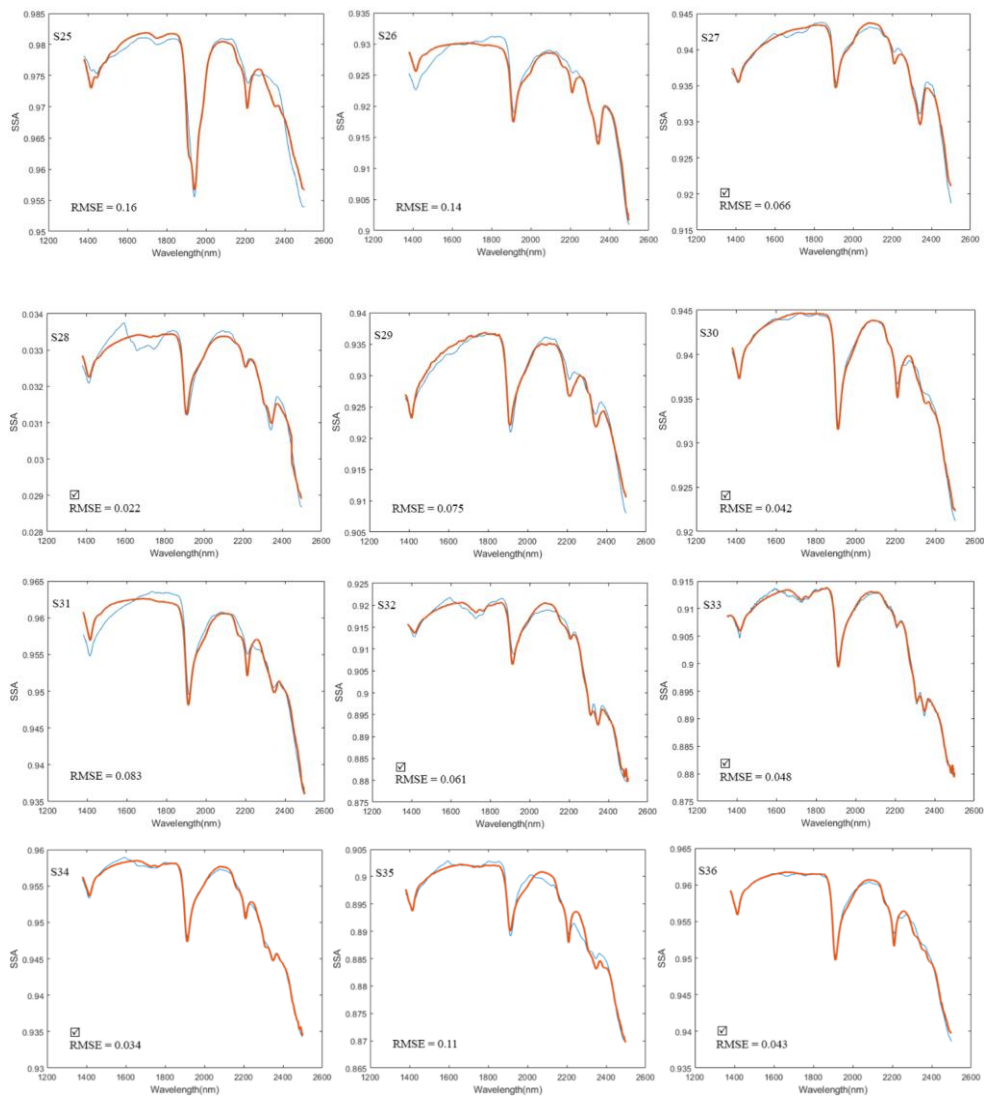 S25
0.985
0.98
0.975
0.97
0.965
0.96
0.955
0.95
SSA
RMSE = 0.16
1200 1400 1600 1800 2000 2200 2400 2600
Wavelength(nm)
S26
0.935
0.93
0.925
0.92
0.915
0.91
0.905
0.9
SSA
RMSE = 0.14
1200 1400 1600 1800 2000 2200 2400 2600
Wavelength(nm)
S27
0.945
0.94
0.935
0.93
0.925
0.92
0.915
SSA
☑
RMSE = 0.066
1200 1400 1600 1800 2000 2200 2400 2600
Wavelength(nm)
S28
0.034
0.033
0.032
0.031
0.03
0.029
0.028
SSA
☑
RMSE = 0.022
1200 1400 1600 1800 2000 2200 2400 2600
Wavelength(nm)
S29
0.94
0.935
0.93
0.925
0.92
0.915
0.91
0.905
SSA
RMSE = 0.075
1200 1400 1600 1800 2000 2200 2400 2600
Wavelength(nm)
S30
0.945
0.94
0.935
0.93
0.925
0.92
SSA
☑
RMSE = 0.042
1200 1400 1600 1800 2000 2200 2400 2600
Wavelength(nm)
S31
0.965
0.96
0.955
0.95
0.945
0.94
0.935
SSA
RMSE = 0.083
1200 1400 1600 1800 2000 2200 2400 2600
Wavelength(nm)
S32
0.925
0.92
0.915
0.91
0.905
0.9
0.895
0.89
0.885
0.88
0.875
SSA
☑
RMSE = 0.061
1200 1400 1600 1800 2000 2200 2400 2600
Wavelength(nm)
S33
0.915
0.91
0.905
0.9
0.895
0.89
0.885
0.88
0.875
SSA
☑
RMSE = 0.048
1200 1400 1600 1800 2000 2200 2400 2600
Wavelength(nm)
S34
0.96
0.955
0.95
0.945
0.94
0.935
0.93
SSA
☑
RMSE = 0.034
1200 1400 1600 1800 2000 2200 2400 2600
Wavelength(nm)
S35
0.905
0.9
0.895
0.89
0.885
0.88
0.875
0.87
0.865
SSA
RMSE = 0.11
1200 1400 1600 1800 2000 2200 2400 2600
Wavelength(nm)
S36
0.965
0.96
0.955
0.95
0.945
0.94
0.935
SSA
☑
RMSE = 0.043
1200 1400 1600 1800 2000 2200 2400 2600
Wavelength(nm)